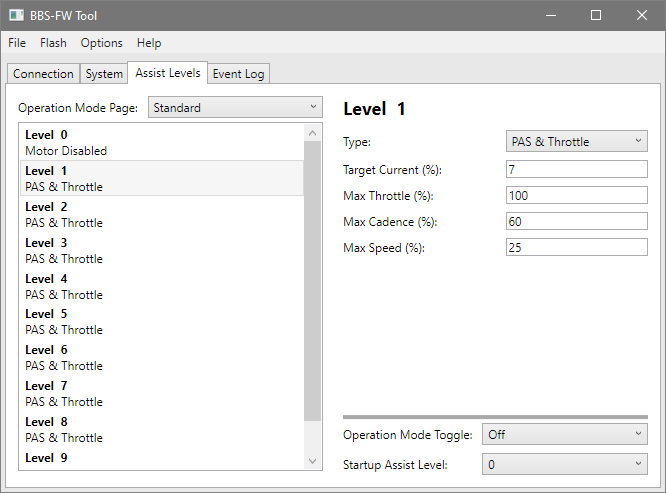 BBS-FW Tool
File Flash Options Help
Connection System Assist Levels Event Log
Operation Mode Page: Standard
Level 0
Motor Disabled
Level 1
PAS & Throttle
Level 2
PAS & Throttle
Level 3
PAS & Throttle
Level 4
PAS & Throttle
Level 5
PAS & Throttle
Level 6
PAS & Throttle
Level 7
PAS & Throttle
Level 8
PAS & Throttle
Level 9
Level 1
Type: PAS & Throttle
Target Current (%): 7
Max Throttle (%): 100
Max Cadence (%): 60
Max Speed (%): 25
Operation Mode Toggle: Off
Startup Assist Level: 0